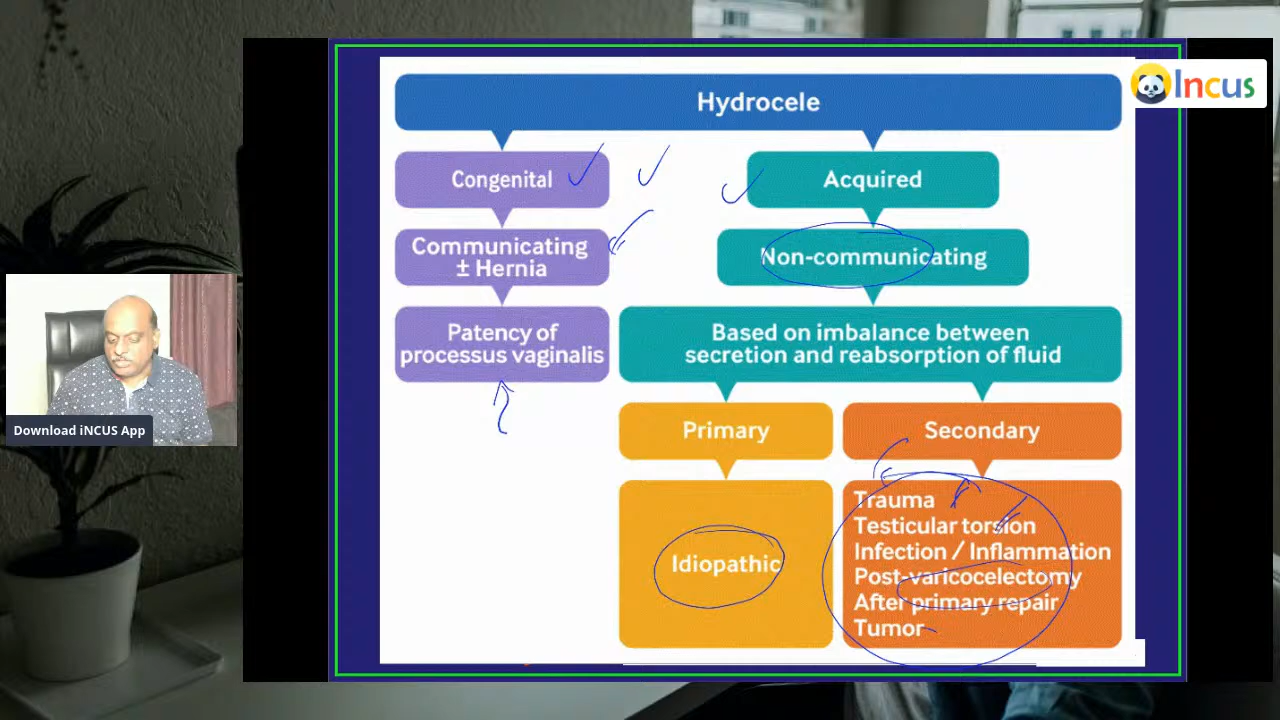 Hydrocele
Incus
Congenital
Acquired
Communicating
± Hernia
Non-communicating
Patency of
processus vaginalis
Based on imbalance between
secretion and reabsorption of fluid
Primary
Secondary
Idiopathic
Trauma
Testicular torsion
Infection / Inflammation
Post-varicocelectomy
After primary repair
Tumor
Download iNCUS App